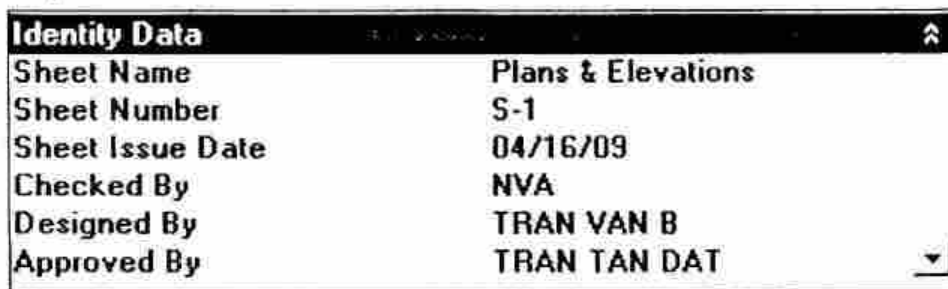 Identity Data
Sheet Name Plans & Elevations
Sheet Number S-1
Sheet Issue Date 04/16/09
Checked By NVA
Designed By TRAN VAN B
Approved By TRAN TAN DAT